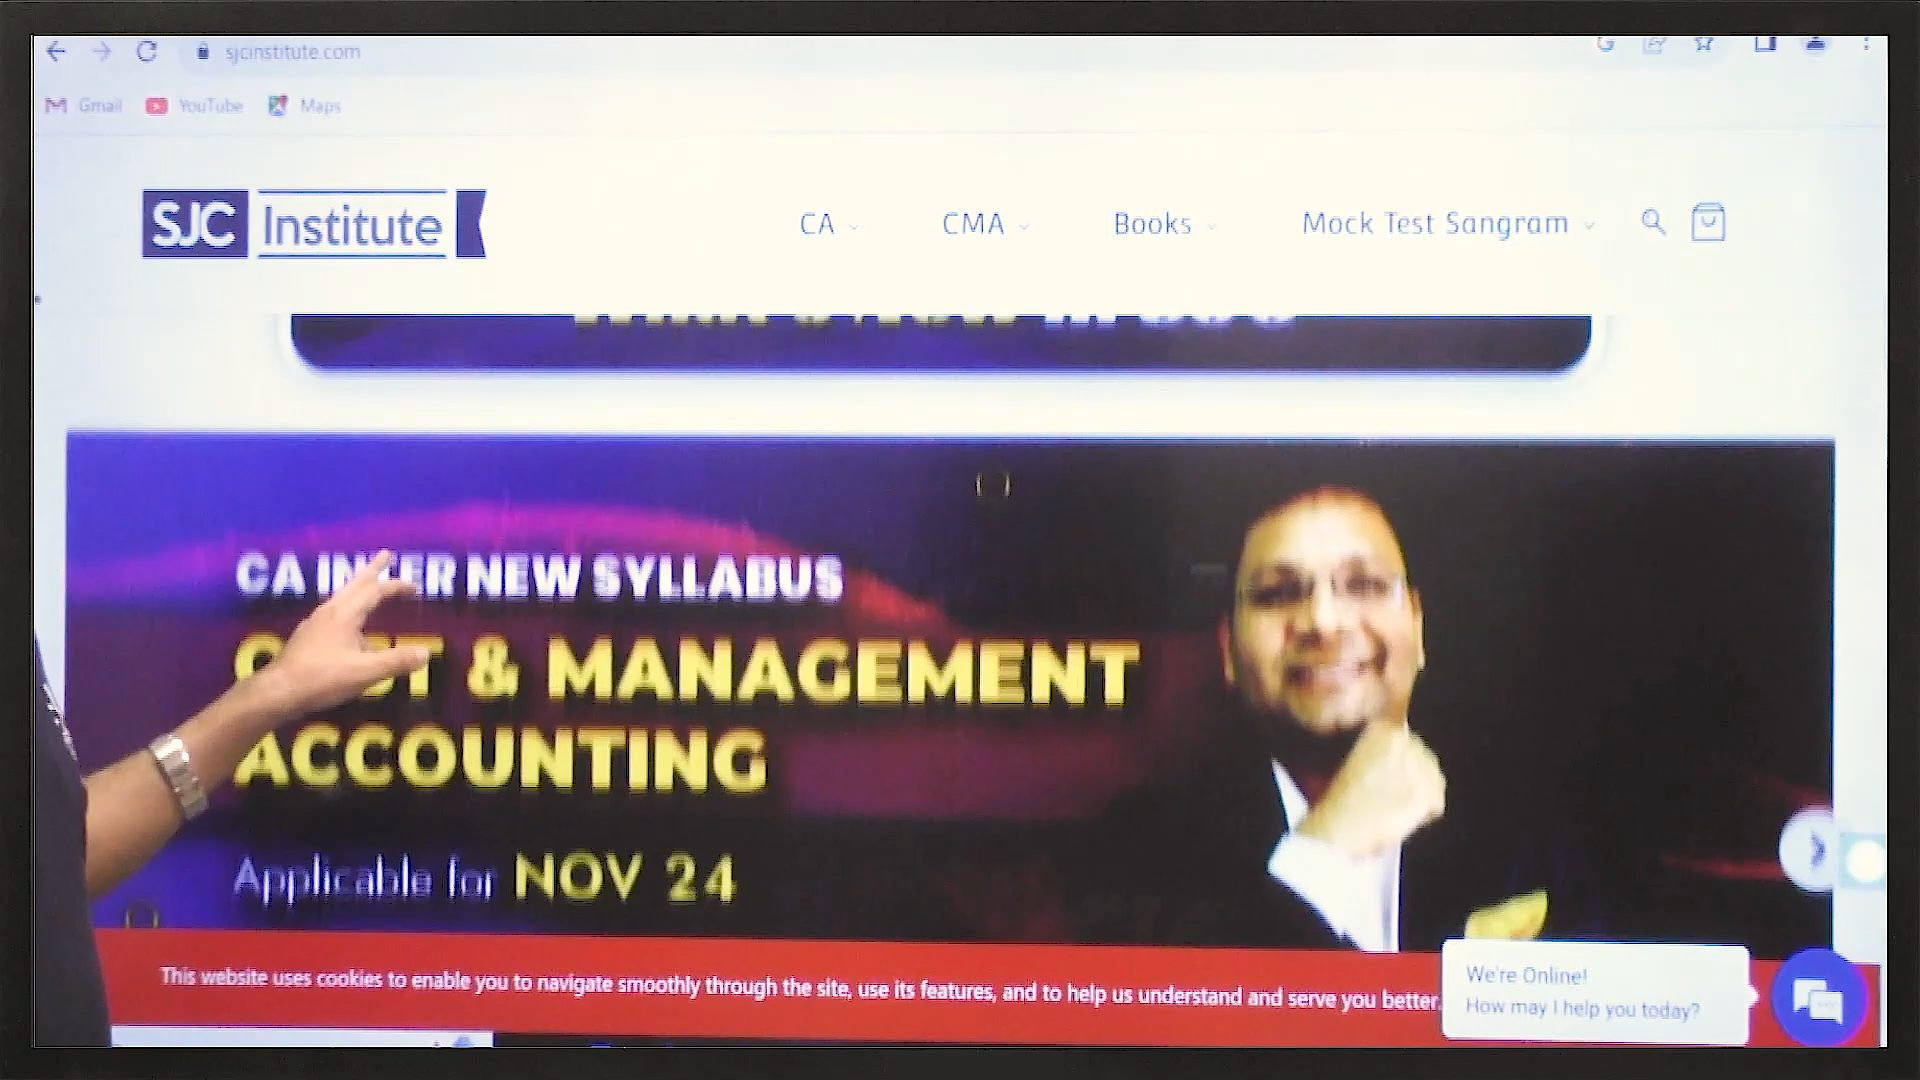 sjcinstitute.com
Gmail YouTube Maps
SJC Institute
CA CMA Books Mock Test Sangram
CA INTER NEW SYLLABUS
& MANAGEMENT
ACCOUNTING
Applicable for NOV 24
This website uses cookies to enable you to navigate smoothly through the site, use its features, and to help us understand and serve you better.
We're Online!
How may I help you today?